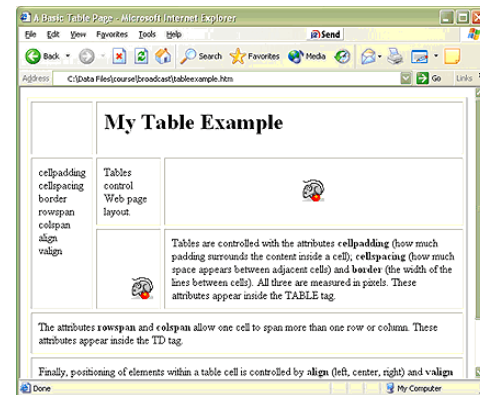 A Basic Table Page - Microsoft Internet Explorer
File Edit View Favorites Tools Help Send
Back Search Favorites Media
Address C:\Data Files\course\broadcast\tableexample.htm Go Links
My Table Example
cellpadding
cellspacing
border
rowspan
colspan
align
valign
Tables
control
Web page
layout.
Tables are controlled with the attributes cellpadding (how much
padding surrounds the content inside a cell); cellspacing (how much
space appears between adjacent cells) and border (the width of the
lines between cells). All three are measured in pixels. These
attributes appear inside the TABLE tag.
The attributes rowspan and colspan allow one cell to span more than one row or column. These
attributes appear inside the TD tag.
Finally, positioning of elements within a table cell is controlled by align (left, center, right) and valign
Done My Computer